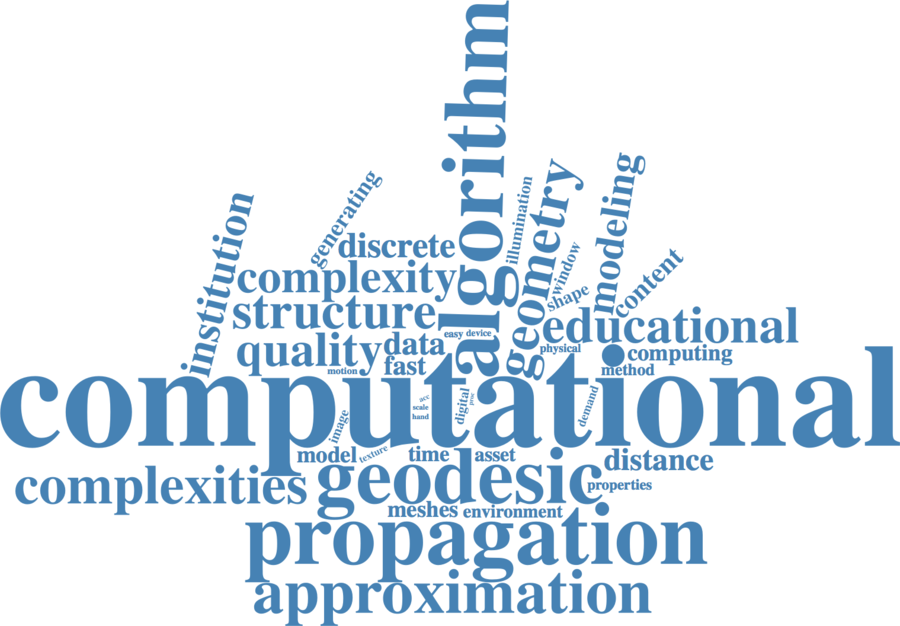 algorithm
generating
illumination
geometry
modeling
institution
discrete
window
content
complexity
shape
structure
educational
easy device
quality
data
physical
computing
motion
fast
method
computational
scale
hand
digital
demand
image
model
texture
time
asset
distance
complexities
geodesic
properties
meshes
environment
propagation
approximation